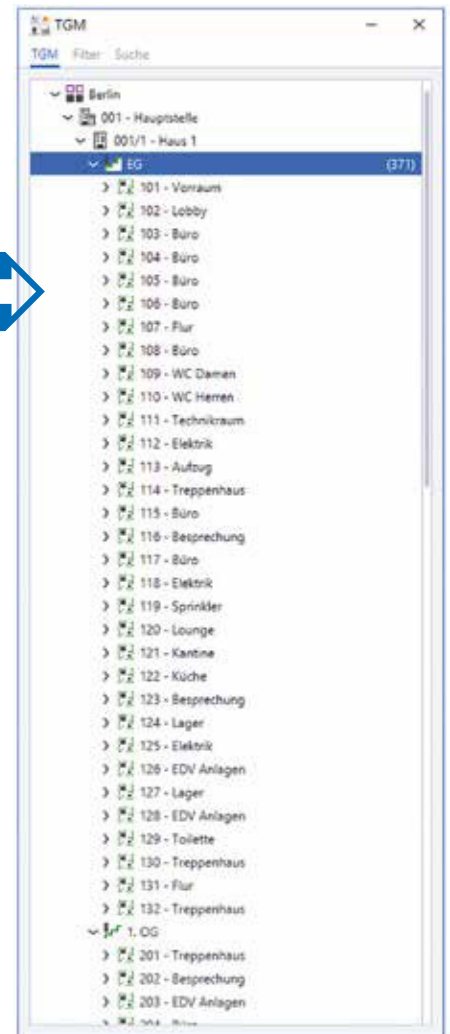 TGM
TGM Filter Suche
Berlin
001 - Hauptstelle
001/1 - Haus 1
EG (371)
101 - Vorraum
102 - Lobby
103 - Büro
104 - Büro
105 - Büro
106 - Büro
107 - Flur
108 - Büro
109 - WC Damen
110 - WC Herren
111 - Technikraum
112 - Elektrik
113 - Aufzug
114 - Treppenhaus
115 - Büro
116 - Besprechung
117 - Büro
118 - Elektrik
119 - Sprinkler
120 - Lounge
121 - Kantine
122 - Küche
123 - Besprechung
124 - Lager
125 - Elektrik
126 - EDV Anlagen
127 - Lager
128 - EDV Anlagen
129 - Toilette
130 - Treppenhaus
131 - Flur
132 - Treppenhaus
1. OG
201 - Treppenhaus
202 - Besprechung
203 - EDV Anlagen